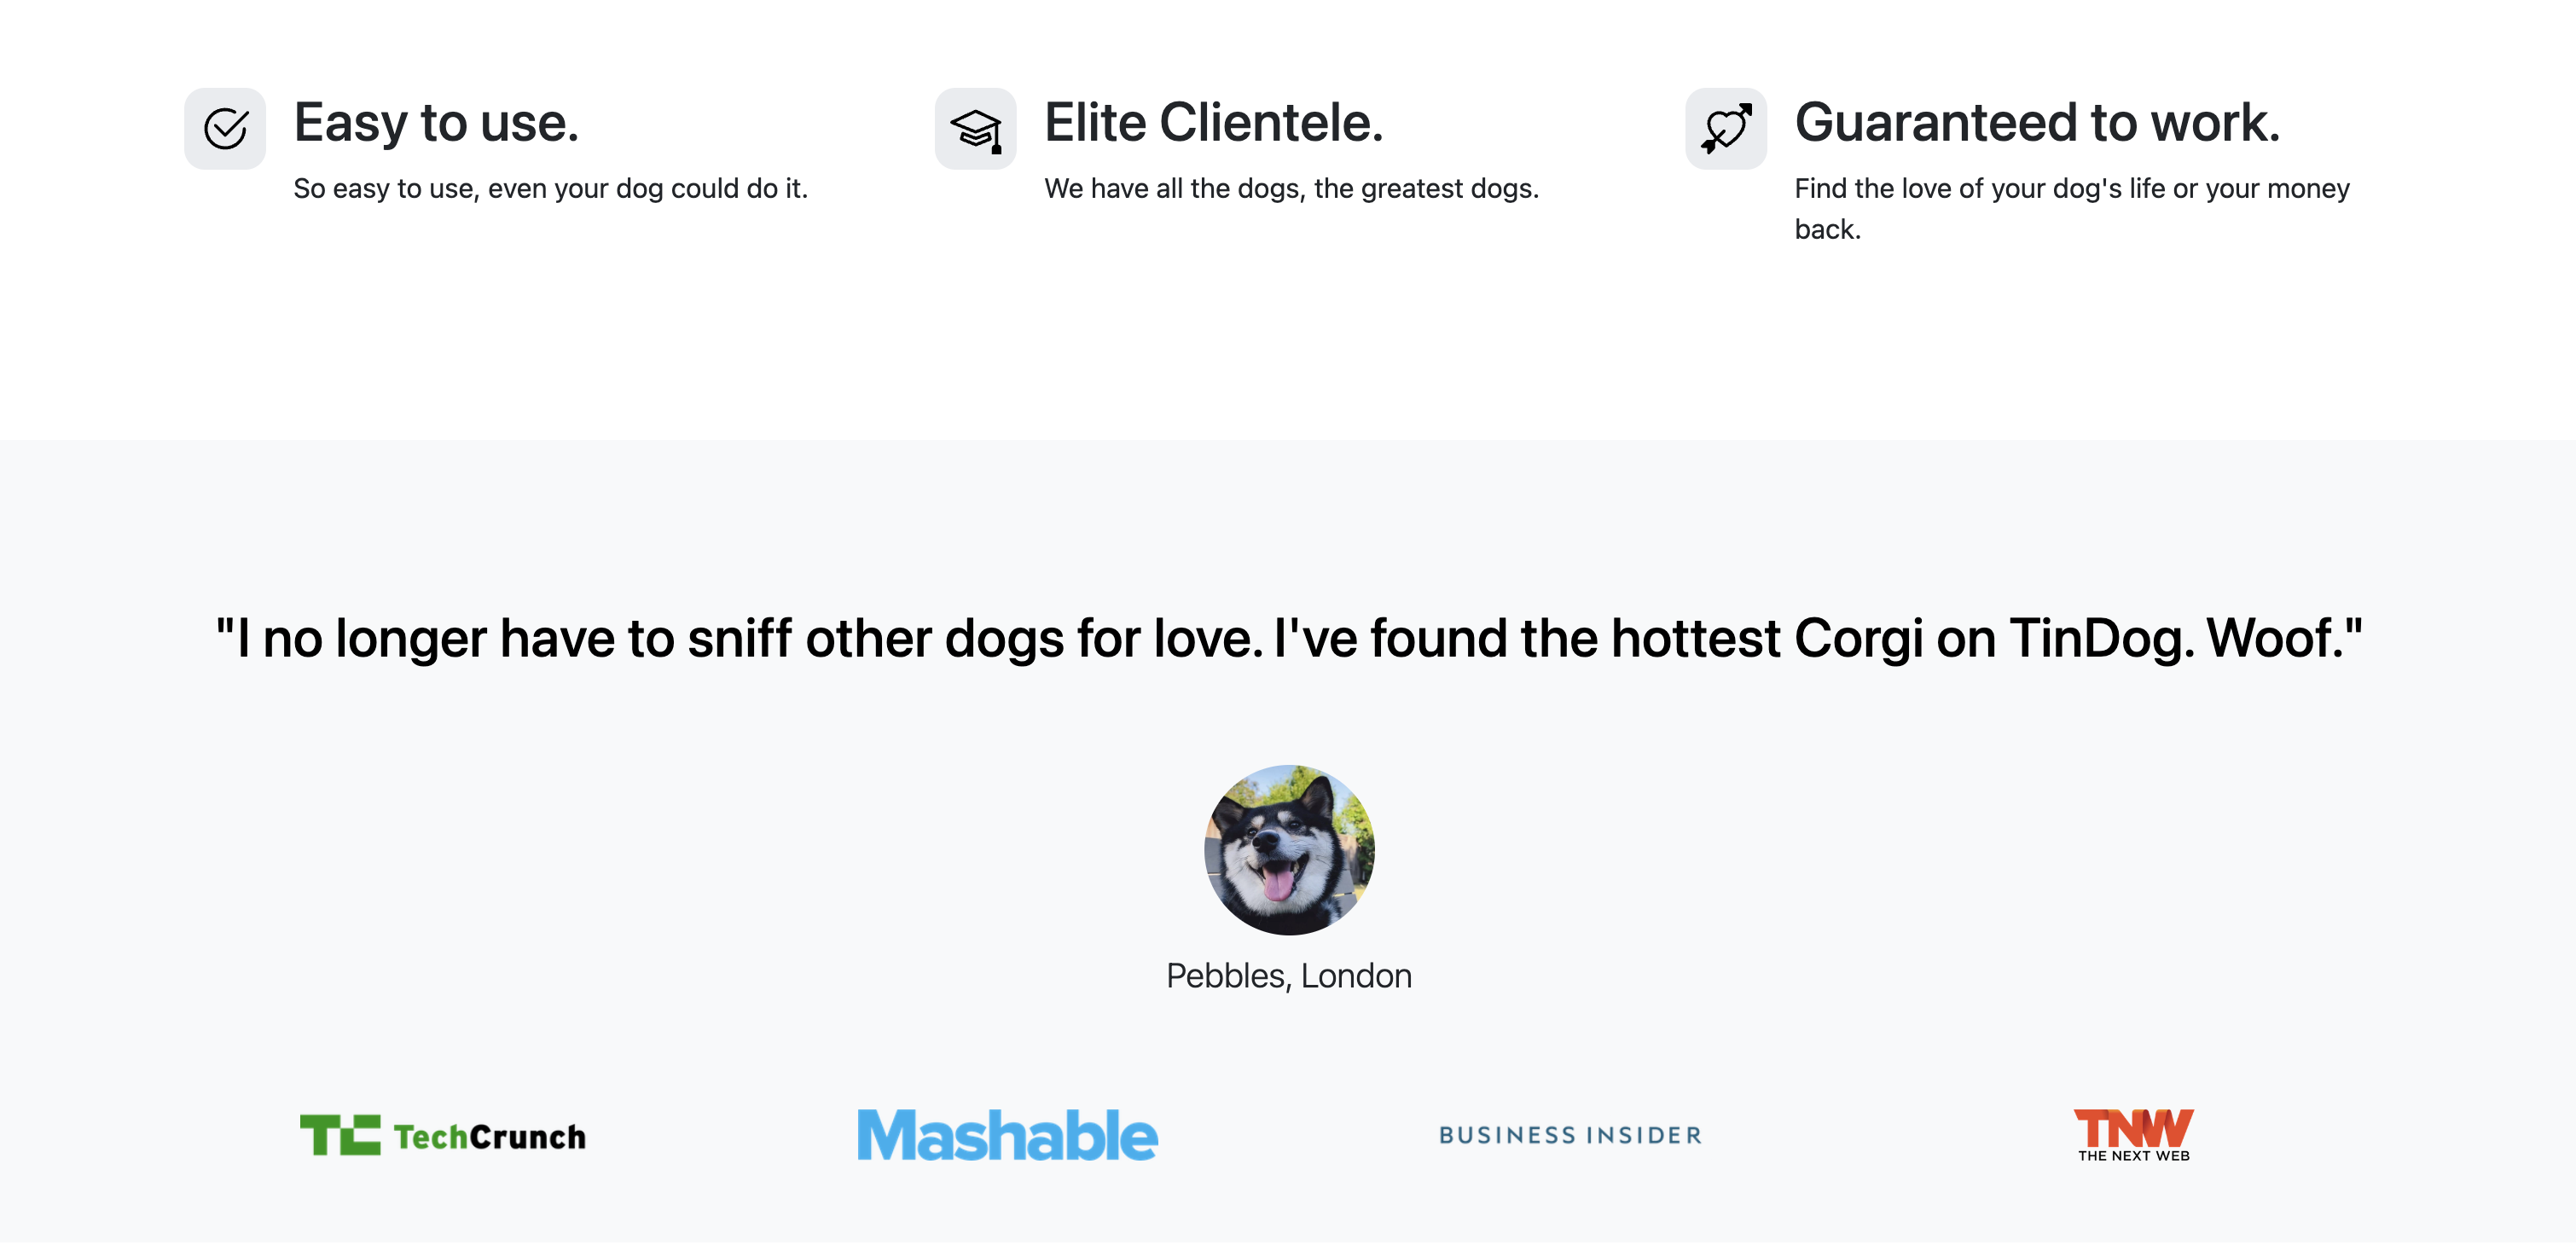 Easy to use.
So easy to use, even your dog could do it.
Elite Clientele.
We have all the dogs, the greatest dogs.
Guaranteed to work.
Find the love of your dog's life or your money
back.
"I no longer have to sniff other dogs for love. I've found the hottest Corgi on TinDog. Woof."
Pebbles, London
TC TechCrunch
Mashable
BUSINESS INSIDER
TNW
THE NEXT WEB